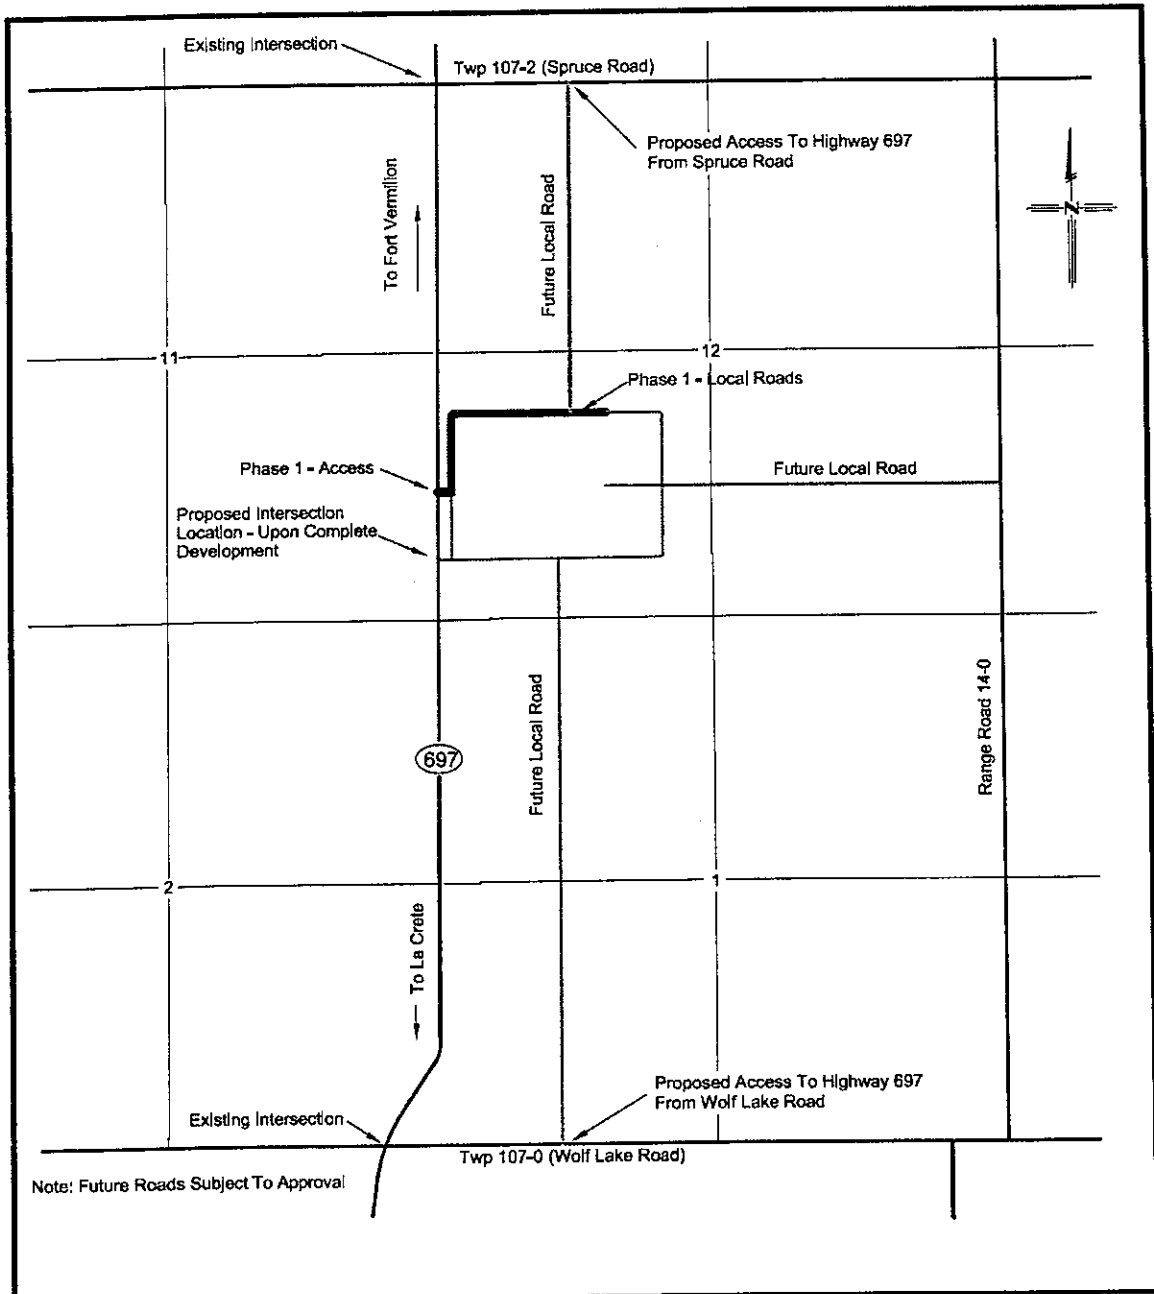 Existing Intersection
Twp 107-2 (Spruce Road)
Proposed Access To Highway 697
From Spruce Road
To Fort Vermilion
Future Local Road
N
11
12
Phase 1 - Local Roads
Phase 1 - Access
Future Local Road
Proposed Intersection
Location - Upon Complete
Development
Range Road 14-0
Future Local Road
697
2
1
To La Crete
Proposed Access To Highway 697
From Wolf Lake Road
Existing Intersection
Twp 107-0 (Wolf Lake Road)
Note: Future Roads Subject To Approval